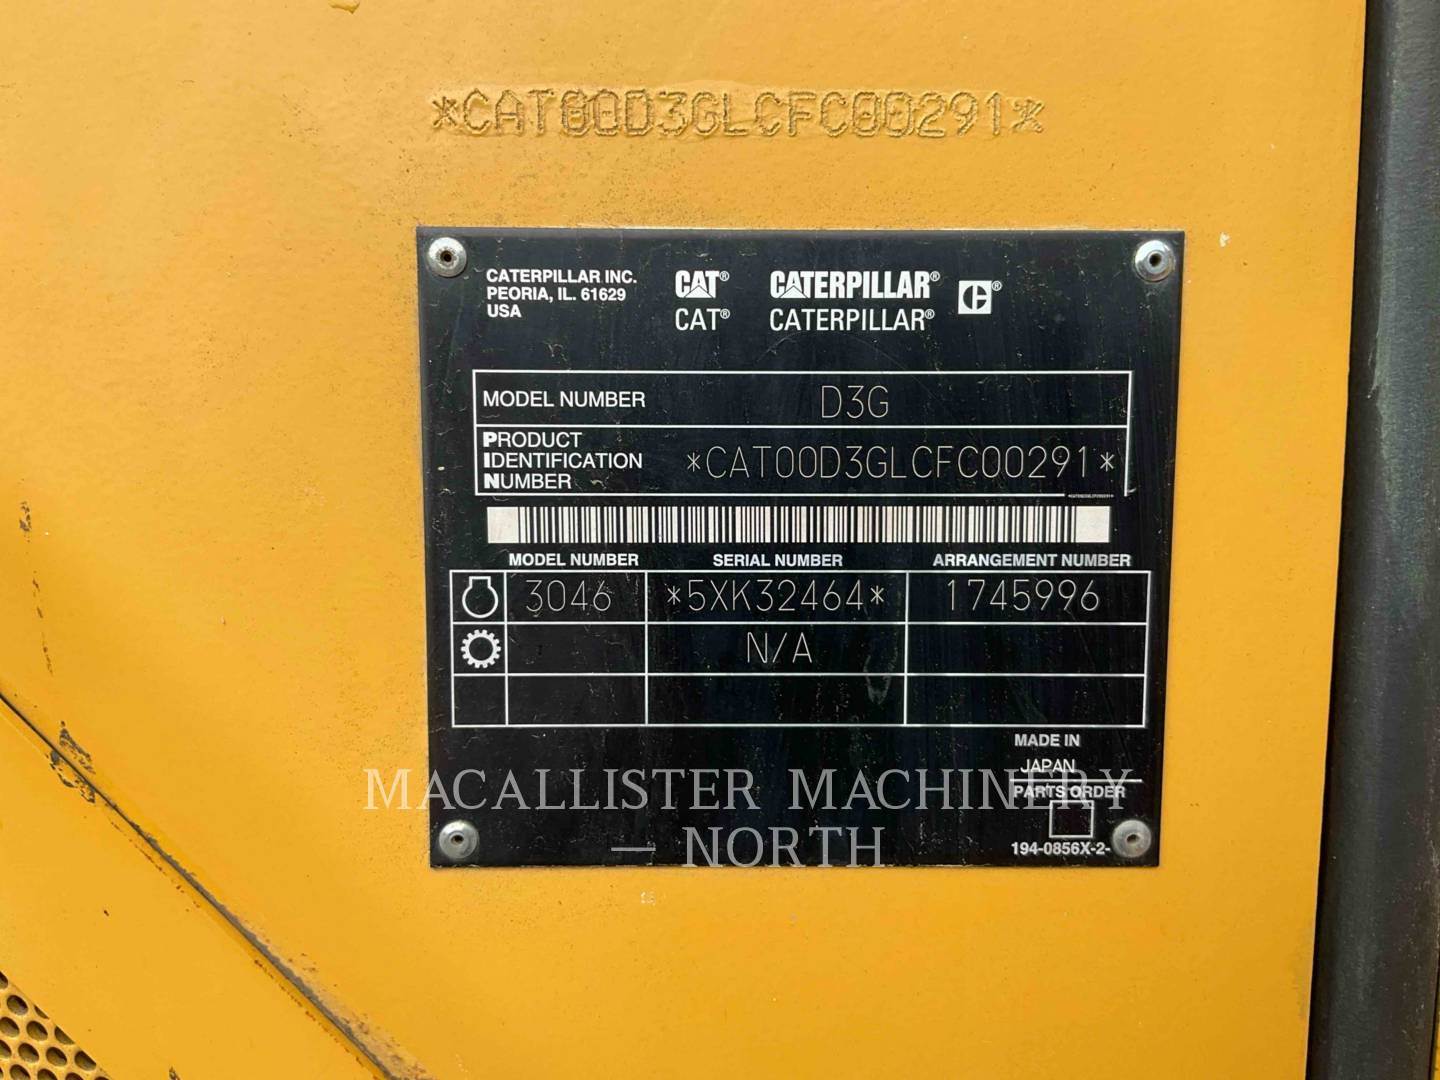 *CAT00D3GLCFC00291*
CATERPILLAR INC.
PEORIA, IL. 61629
USA
CAT® CATERPILLAR® C®
CAT® CATERPILLAR®
MODEL NUMBER D3G
PRODUCT
IDENTIFICATION
NUMBER
*CAT00D3GLCFC00291*
*CAT00D3GLCFC00291*
MODEL NUMBER SERIAL NUMBER ARRANGEMENT NUMBER
3046 *5XK32464* 1745996
N/A
MADE IN
JAPAN
PARTS ORDER
194-0856X-2-
MACALLISTER MACHINERY
— NORTH